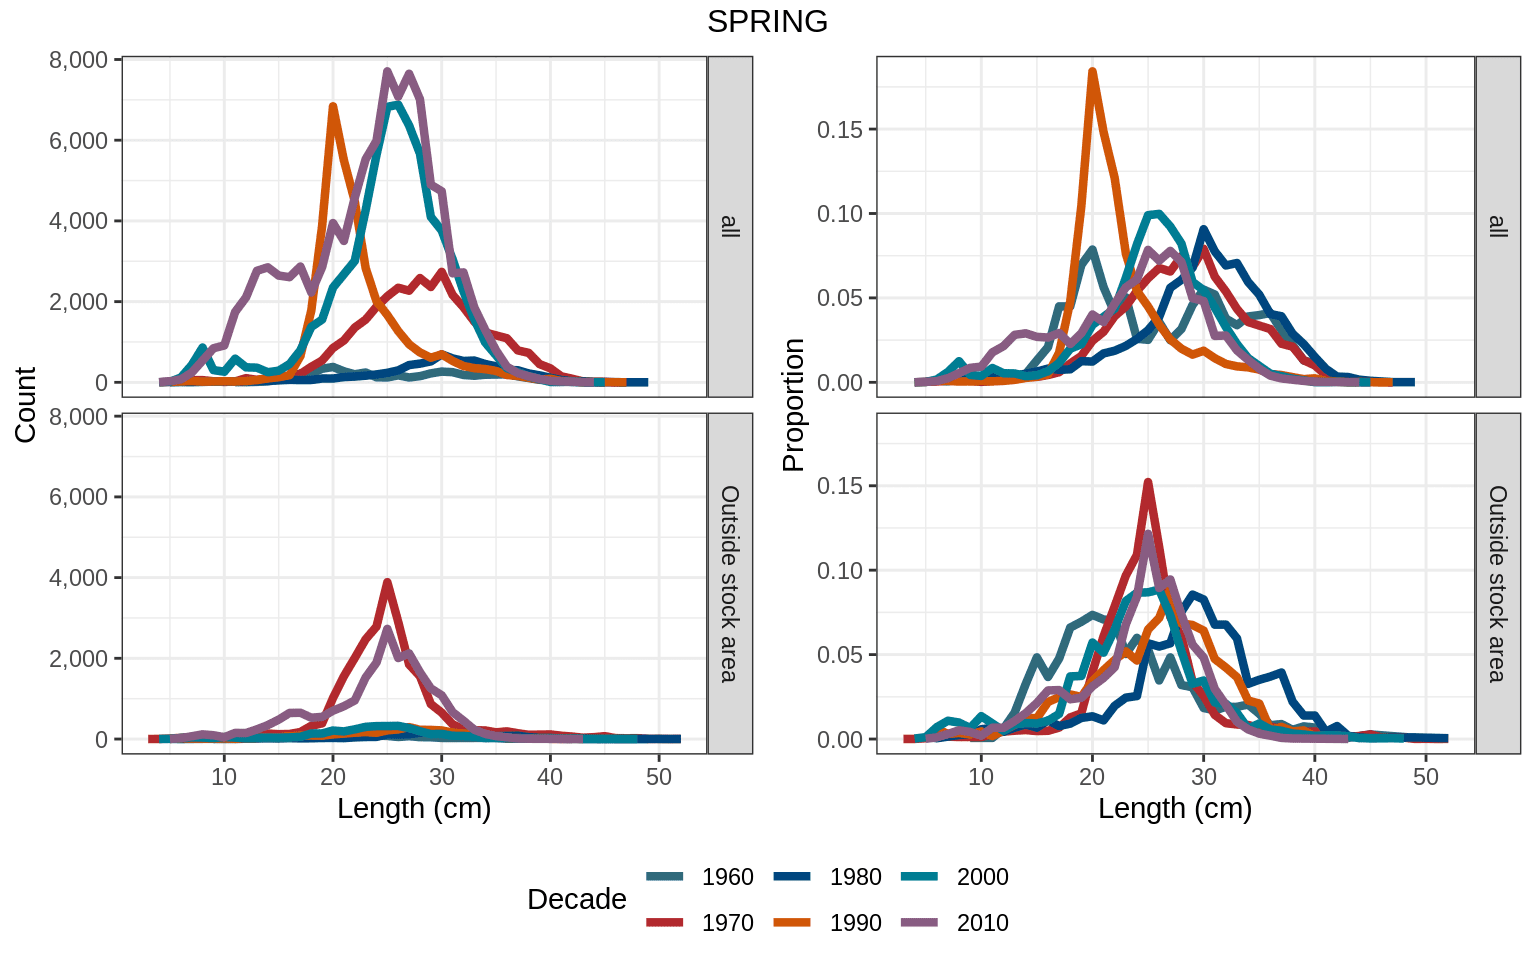 SPRING
Count
8,000
6,000
4,000
2,000
0
all
8,000
6,000
4,000
2,000
0
Outside stock area
10 20 30 40 50
Length (cm)
Proportion
0.15
0.10
0.05
0.00
all
0.15
0.10
0.05
0.00
Outside stock area
10 20 30 40 50
Length (cm)
Decade
1960 1980 2000
1970 1990 2010